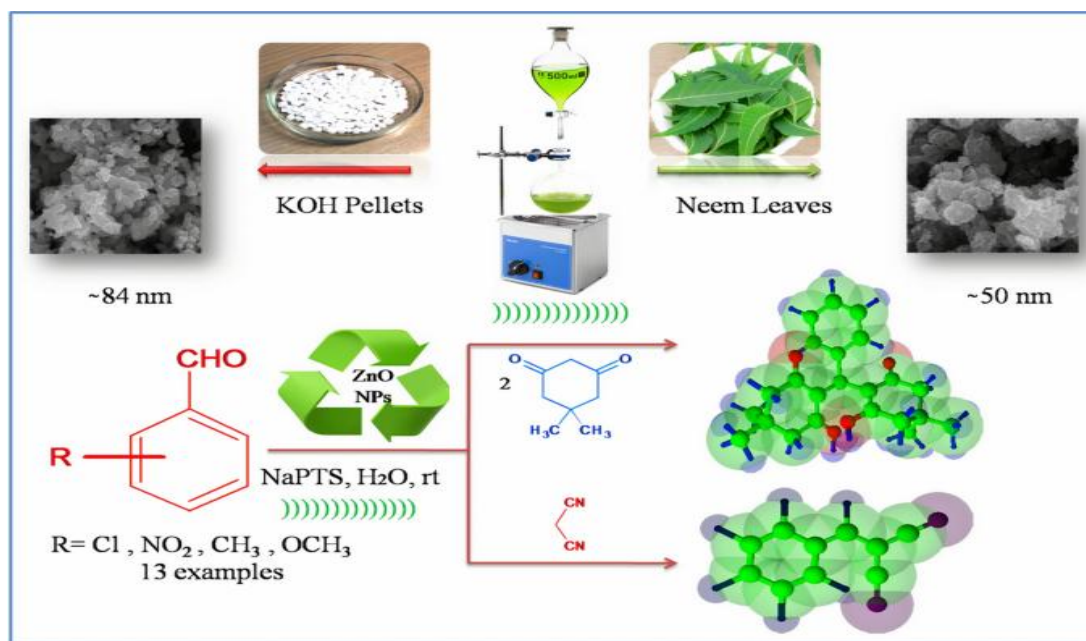 500ml
KOH Pellets
Neem Leaves
~84 nm
~50 nm
))))))))))))))
CHO
R
ZnO
NPs
NaPTS, H₂O, rt
))))))))))))))
R= Cl , NO₂ , CH₃ , OCH₃
13 examples
2
O O
H₃C CH₃
CN
CN